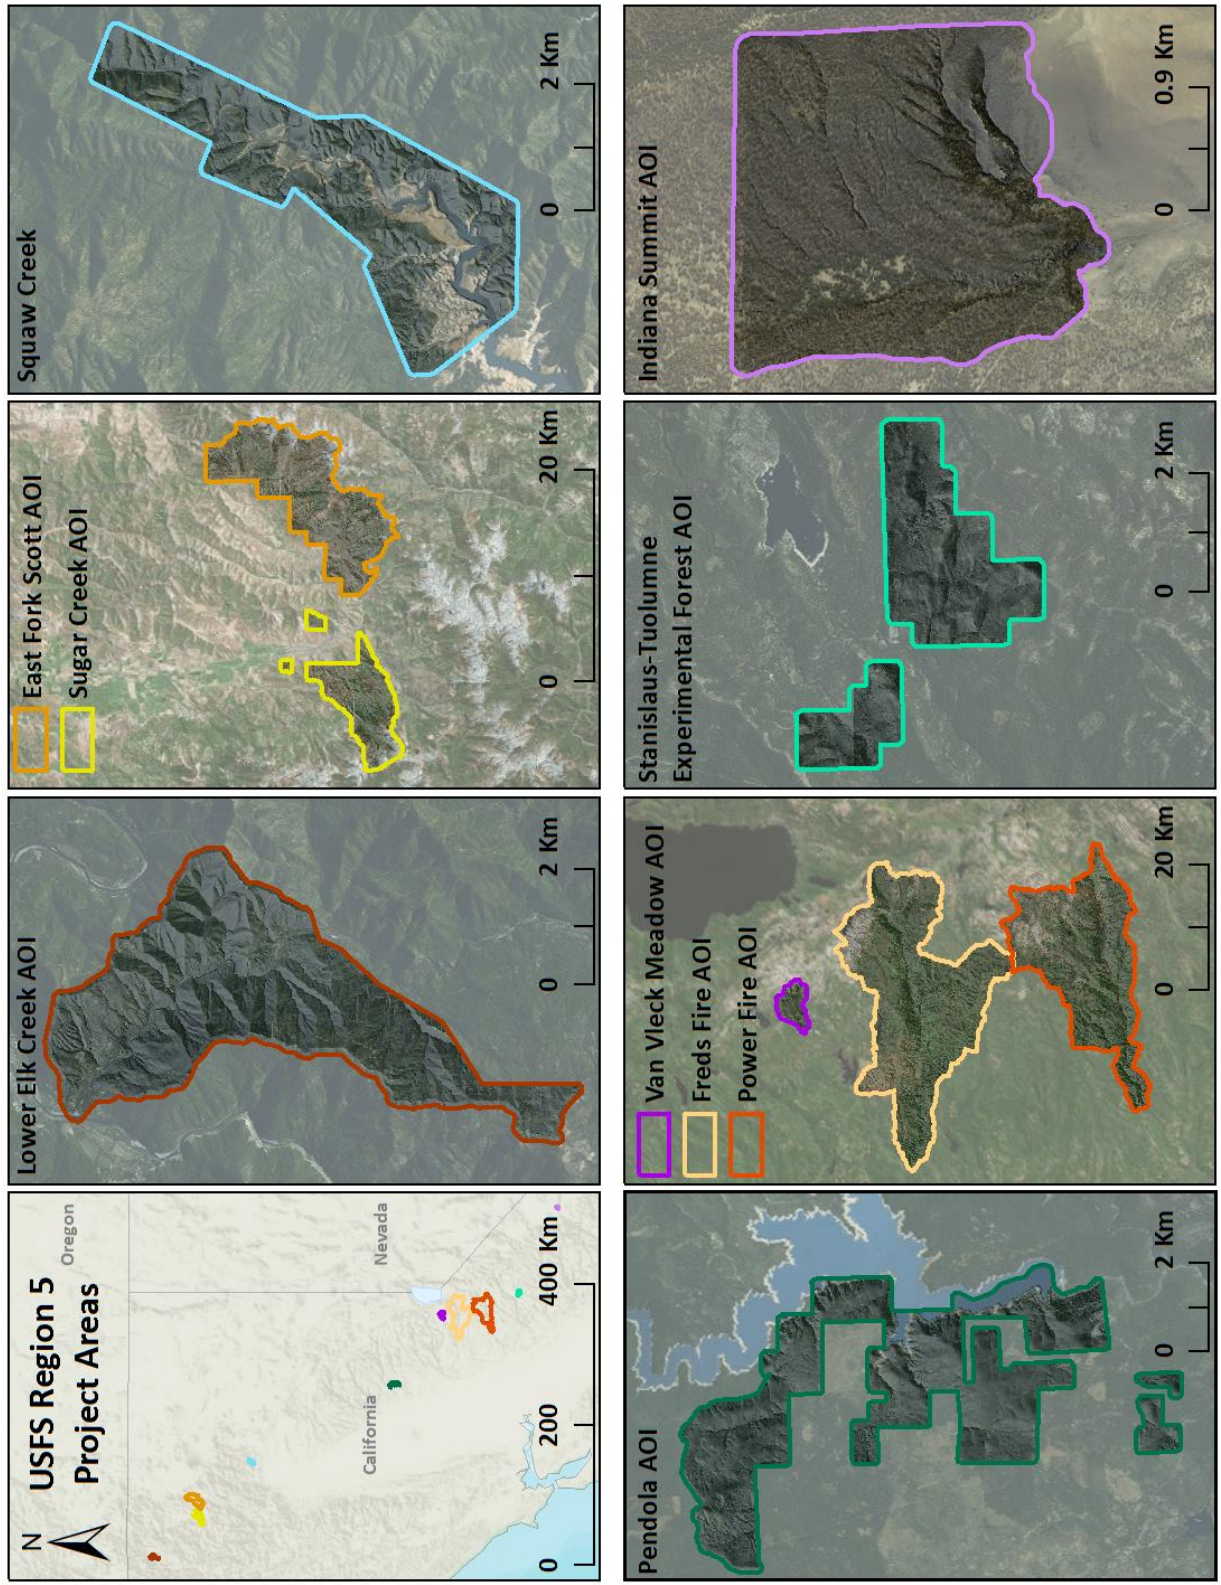 N
USFS Region 5
Project Areas
Oregon
Nevada
California
0
200
400 Km
Lower Elk Creek AOI
0
2 Km
East Fork Scott AOI
Sugar Creek AOI
0
20 Km
Squaw Creek
0
2 Km
Pendola AOI
0
2 Km
Van Vleck Meadow AOI
Freds Fire AOI
Power Fire AOI
0
20 Km
Stanislaus-Tuolumne
Experimental Forest AOI
0
2 Km
Indiana Summit AOI
0
0.9 Km